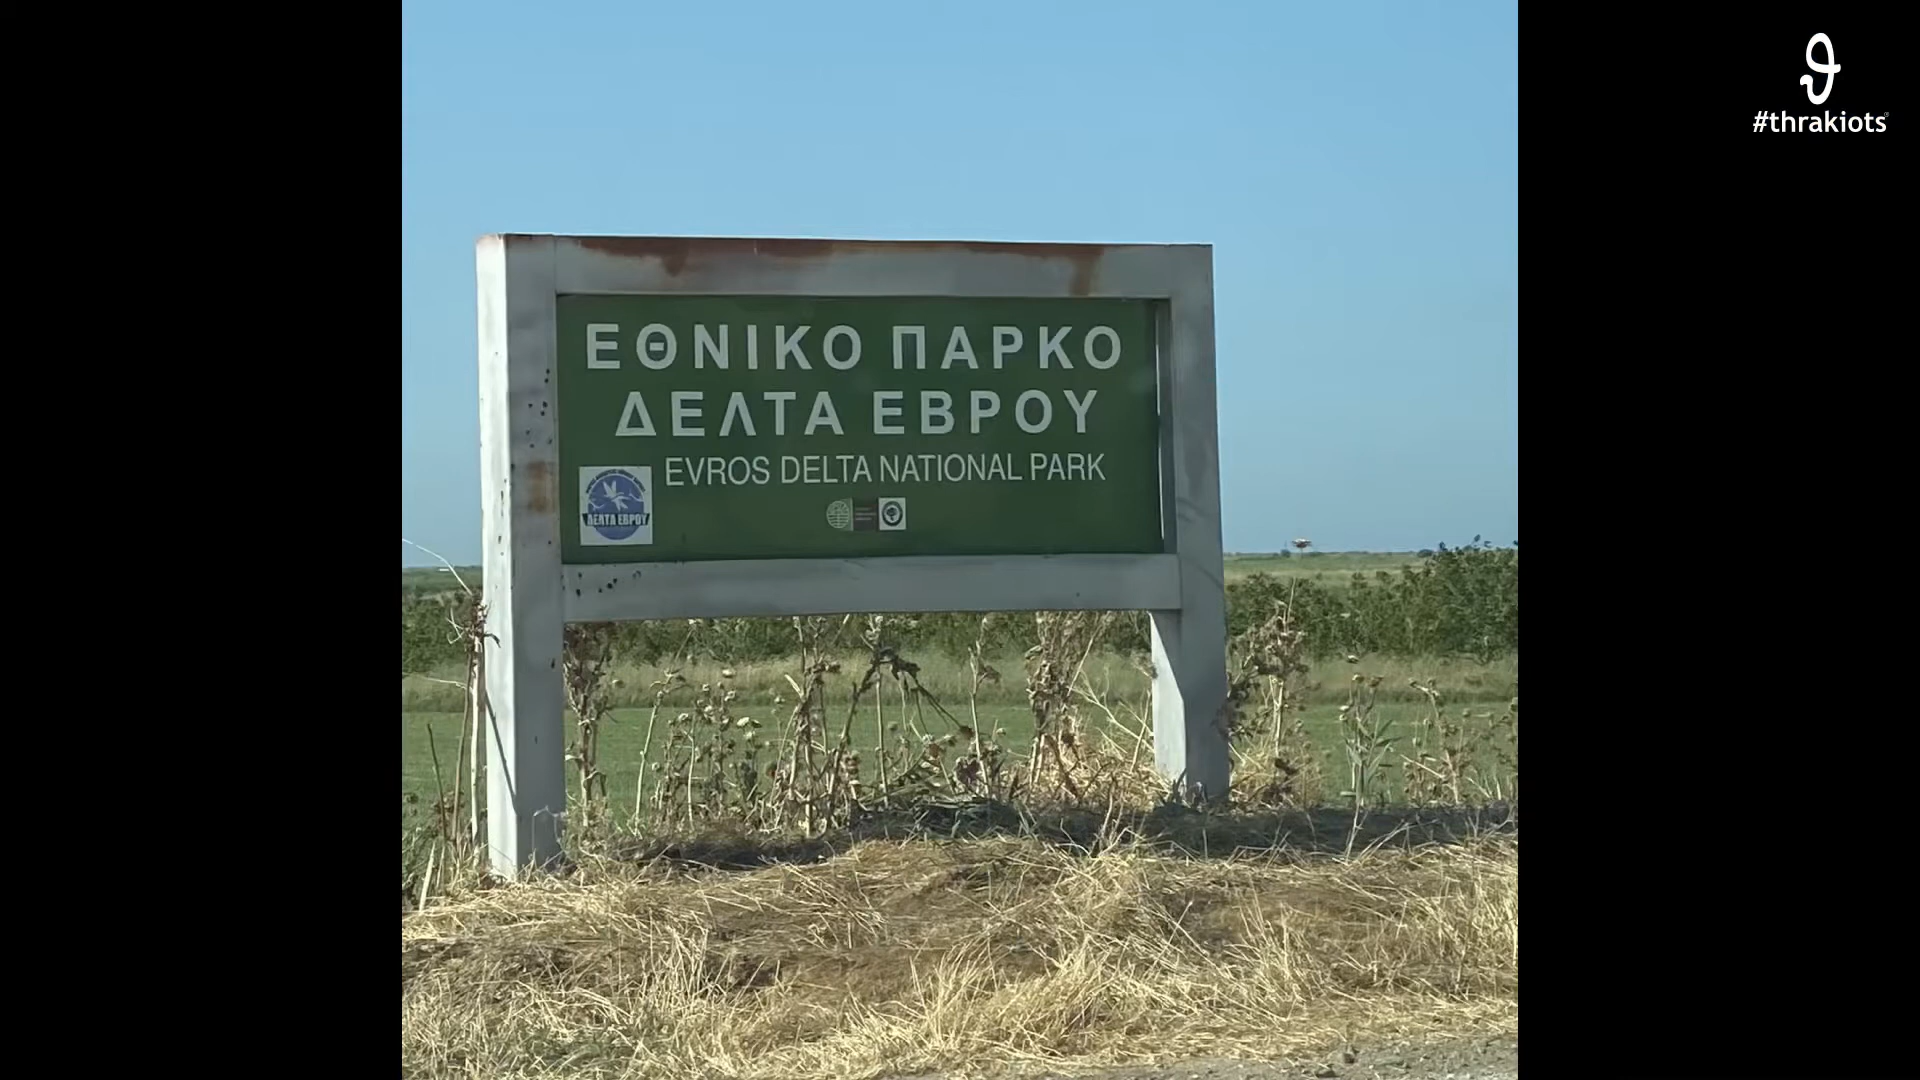 ΕΘΝΙΚΟ ΠΑΡΚΟ
ΔΕΛΤΑ ΕΒΡΟΥ
EVROS DELTA NATIONAL PARK
ΔΕΛΤΑ ΕΒΡΟΥ
#thrakiots